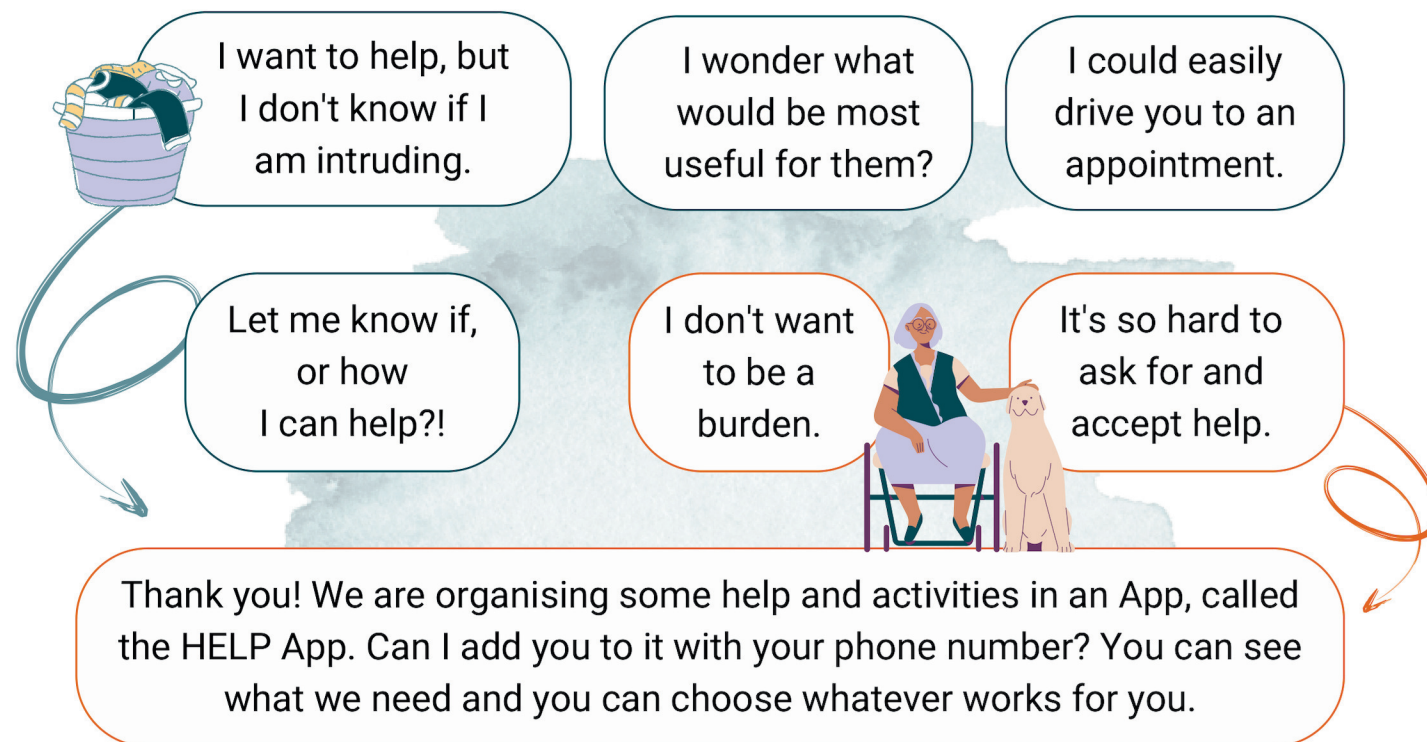 I want to help, but
I don't know if I
am intruding.
I wonder what
would be most
useful for them?
I could easily
drive you to an
appointment.
Let me know if,
or how
I can help?!
I don't want
to be a
burden.
It's so hard to
ask for and
accept help.
Thank you! We are organising some help and activities in an App, called
the HELP App. Can I add you to it with your phone number? You can see
what we need and you can choose whatever works for you.